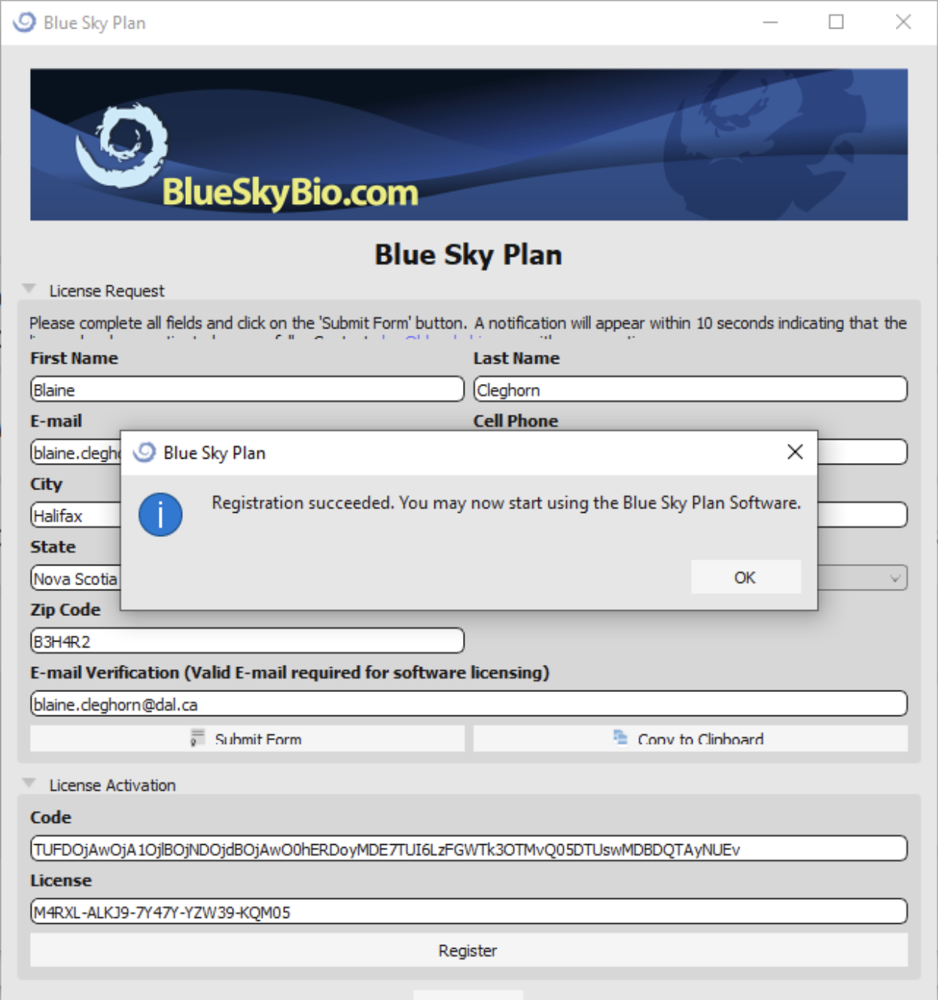 Blue Sky Plan
BlueSkyBio.com
Blue Sky Plan
License Request
Please complete all fields and click on the 'Submit Form' button. A notification will appear within 10 seconds indicating that the
First Name Last Name
Blaine Cleghorn
E-mail Cell Phone
Blue Sky Plan
City
Registration succeeded. You may now start using the Blue Sky Plan Software.
Halifax
State
Nova Scotia
OK
Zip Code
B3H4R2
E-mail Verification (Valid E-mail required for software licensing)
blaine.cleghorn@dal.ca
Submit Form Copy to Clipboard
License Activation
Code
TUFDOjAwOjA1OjlBOjNDOjdBOjAwO0hERDoyMDE7TUI6LzFGWTk3OTMvQ05DTUswMDBDQTAyNUEv
License
M4RXL-ALKJ9-7Y47Y-YZW39-KQM05
Register